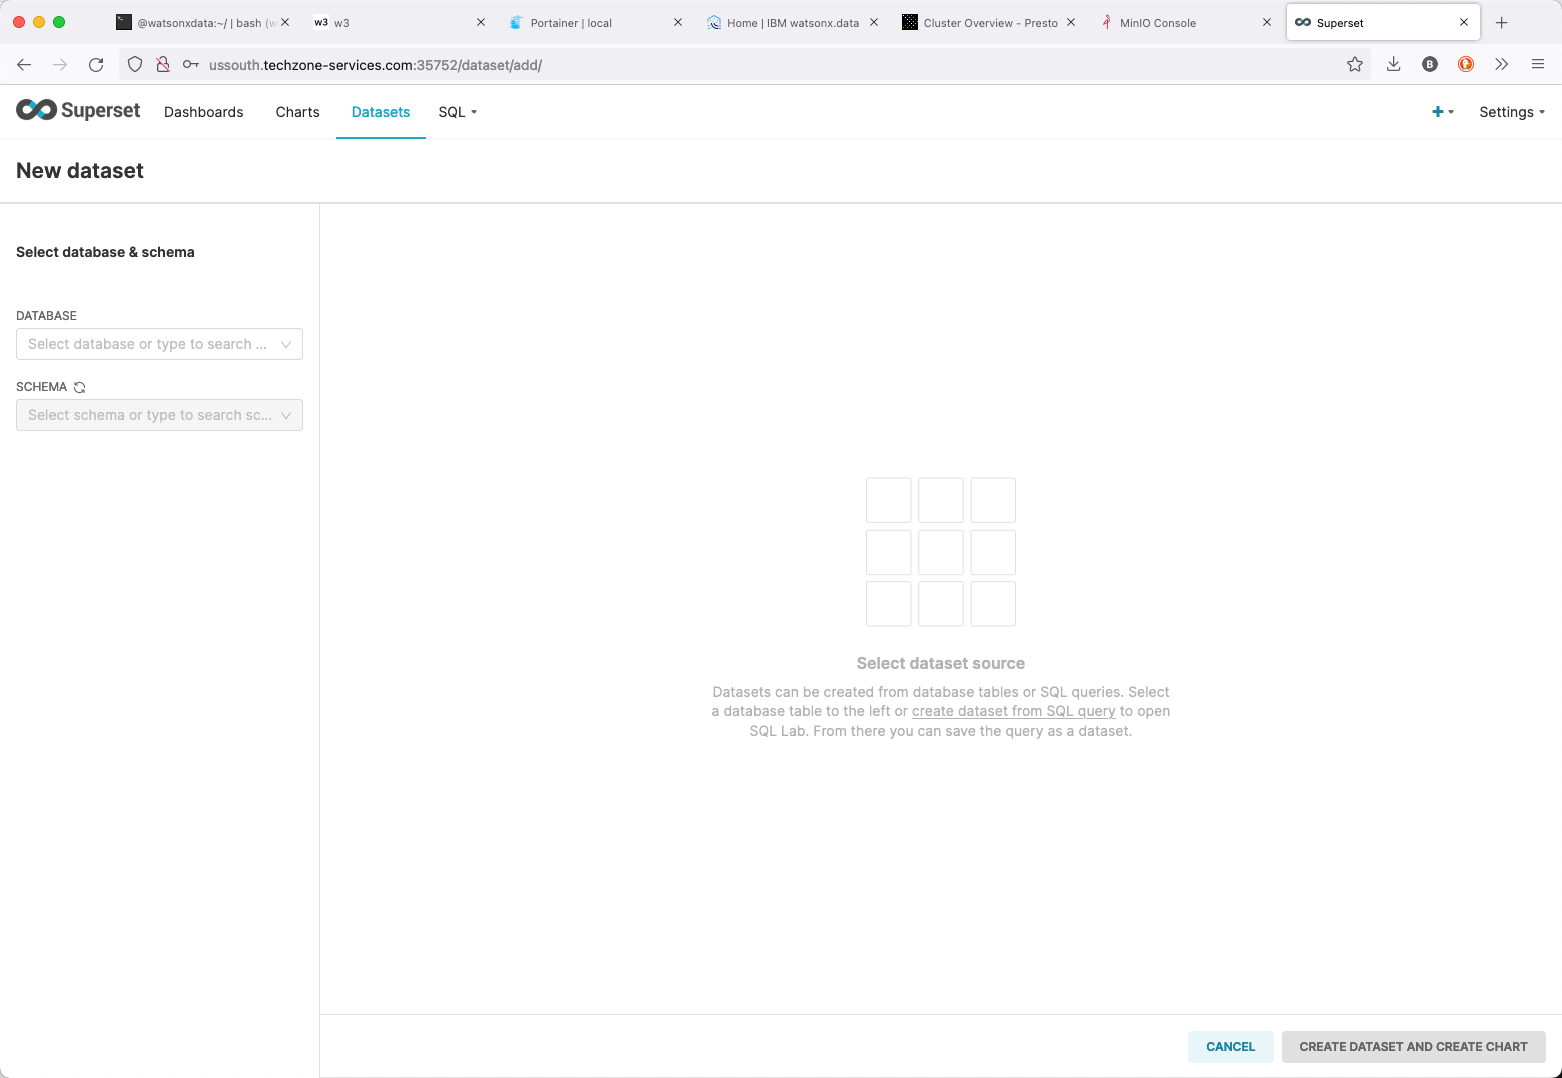 @watsonxdata:~/ | bash (w
w3 w3
Portainer | local
Home | IBM watsonx.data
Cluster Overview - Presto
MinIO Console
Superset
ussouth.techzone-services.com:35752/dataset/add/
B
Superset
Dashboards
Charts
Datasets
SQL
Settings
New dataset
Select database & schema
DATABASE
Select database or type to search ...
SCHEMA
Select schema or type to search sc...
Select dataset source
Datasets can be created from database tables or SQL queries. Select
a database table to the left or create dataset from SQL query to open
SQL Lab. From there you can save the query as a dataset.
CANCEL
CREATE DATASET AND CREATE CHART